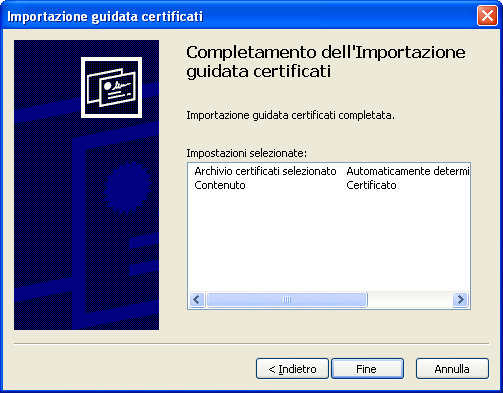 Importazione guidata certificati
Completamento dell'Importazione
guidata certificati
Importazione guidata certificati completata.
Impostazioni selezionate:
Archivio certificati selezionato Automaticamente determi
Contenuto Certificato
< Indietro Fine Annulla